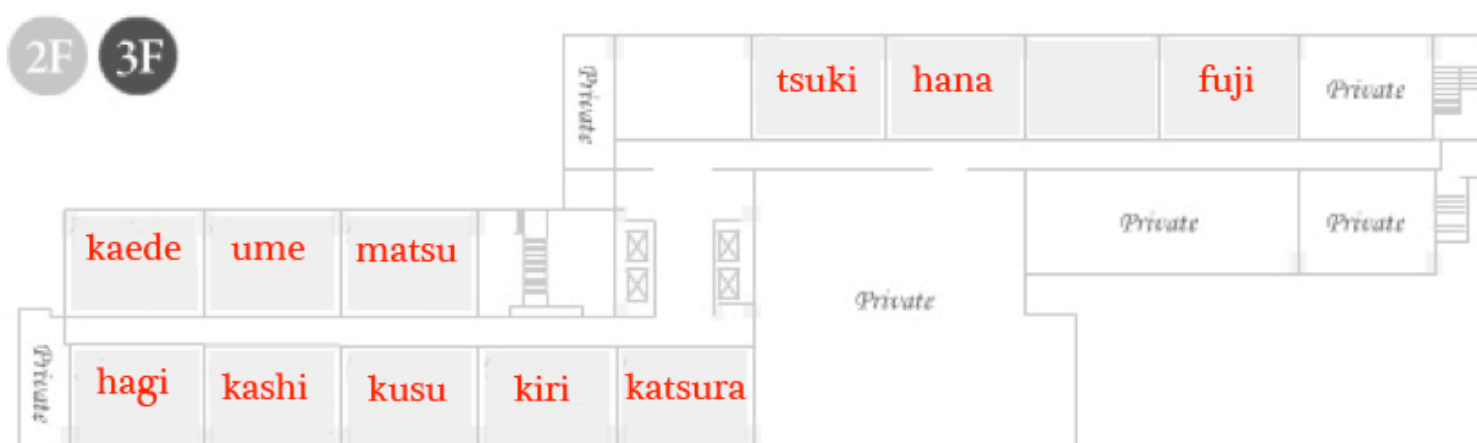 2F 3F
Private
tsuki hana fuji Private
kaede ume matsu
Private Private
Private
Private
hagi kashi kusu kiri katsura